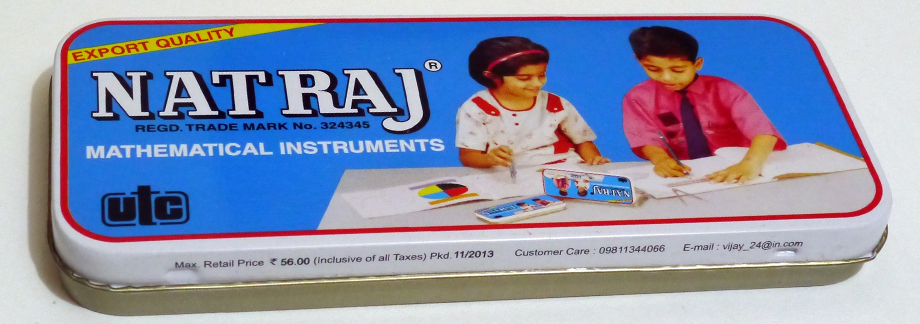 EXPORT QUALITY
NATRAJ®
REGD. TRADE MARK No. 324345
MATHEMATICAL INSTRUMENTS
utc
NATRAJ
Max. Retail Price ₹ 56.00 (Inclusive of all Taxes) Pkd. 11/2013 Customer Care : 09811344066 E-mail : vijay_24@in.com